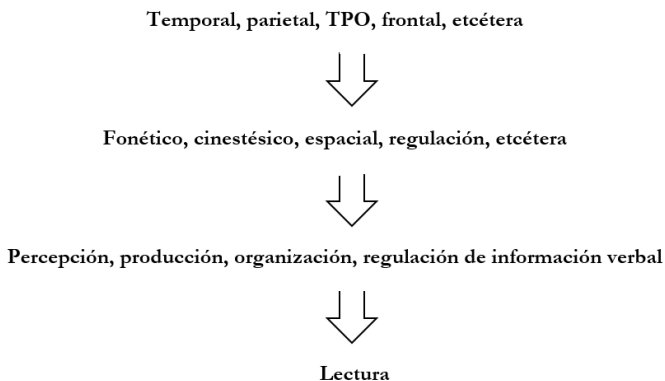 Temporal, parietal, TPO, frontal, etcétera
Fonético, cinestésico, espacial, regulación, etcétera
Percepción, producción, organización, regulación de información verbal
Lectura